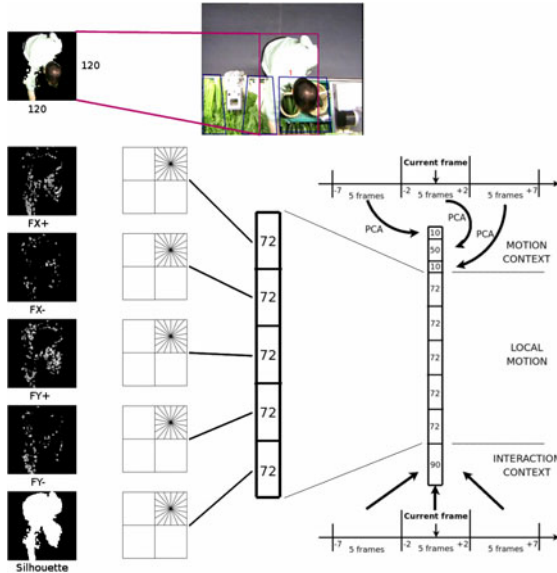 120
120
FX+
FX-
FY+
FY-
Silhouette
72
72
72
72
72
Current frame
-7
-2
+2
+7
5 frames
5 frames
5 frames
PCA
PCA
PCA
10
50
10
MOTION
CONTEXT
72
72
72
72
72
LOCAL
MOTION
90
INTERACTION
CONTEXT
Current frame
-7
-2
+2
+7
5 frames
5 frames
5 frames